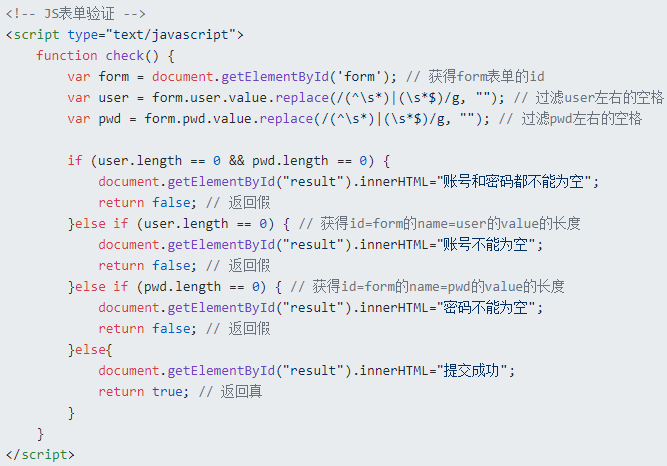 <!-- JS表单验证 -->
<script type="text/javascript">
    function check() {
        var form = document.getElementById('form'); // 获得form表单的id
        var user = form.user.value.replace(/(^\s*)|(\s*$)/g, ""); // 过滤user左右的空格
        var pwd = form.pwd.value.replace(/(^\s*)|(\s*$)/g, ""); // 过滤pwd左右的空格

        if (user.length == 0 && pwd.length == 0) {
            document.getElementById("result").innerHTML="账号和密码都不能为空";
            return false; // 返回假
        }else if (user.length == 0) { // 获得id=form的name=user的value的长度
            document.getElementById("result").innerHTML="账号不能为空";
            return false; // 返回假
        }else if (pwd.length == 0) { // 获得id=form的name=pwd的value的长度
            document.getElementById("result").innerHTML="密码不能为空";
            return false; // 返回假
        }else{
            document.getElementById("result").innerHTML="提交成功";
            return true; // 返回真
        }
    }
</script>